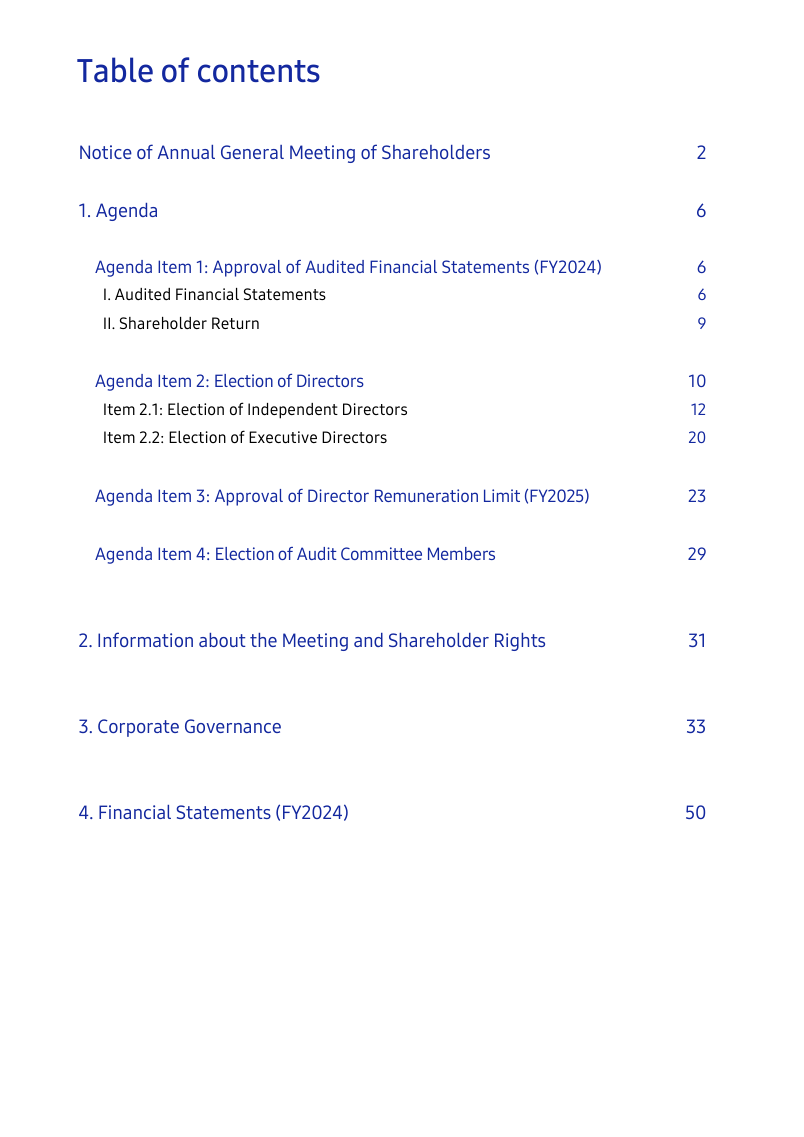 Table of contents
Notice of Annual General Meeting of Shareholders 2
1. Agenda 6
Agenda Item 1: Approval of Audited Financial Statements (FY2024) 6
I. Audited Financial Statements 6
II. Shareholder Return 9
Agenda Item 2: Election of Directors 10
Item 2.1: Election of Independent Directors 12
Item 2.2: Election of Executive Directors 20
Agenda Item 3: Approval of Director Remuneration Limit (FY2025) 23
Agenda Item 4: Election of Audit Committee Members 29
2. Information about the Meeting and Shareholder Rights 31
3. Corporate Governance 33
4. Financial Statements (FY2024) 50